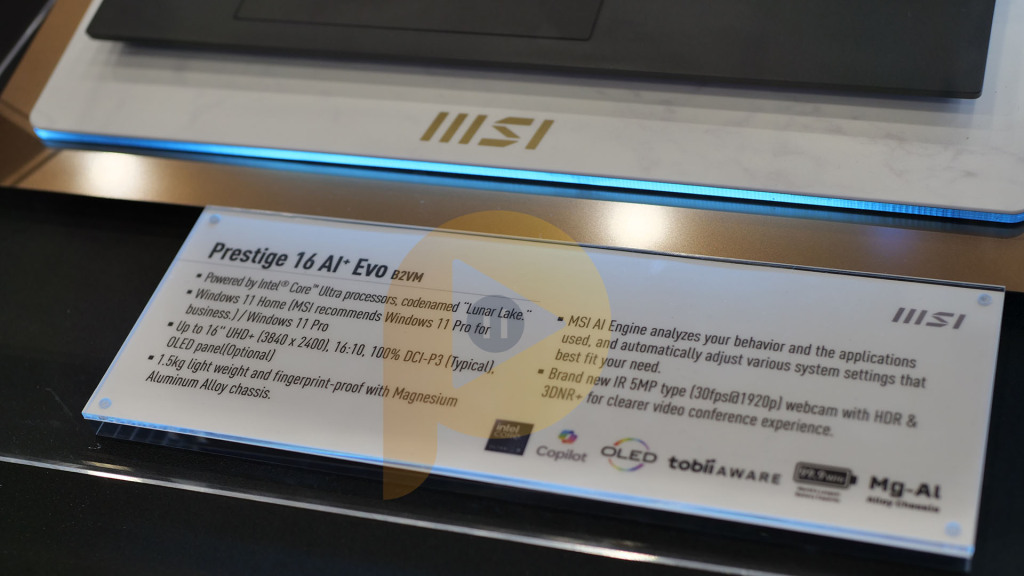 MSI
Prestige 16 AI+ Evo B2VM
▪ Powered by Intel® Core™ Ultra processors, codenamed "Lunar Lake."
▪ Windows 11 Home (MSI recommends Windows 11 Pro for
business.) / Windows 11 Pro
▪ Up to 16" UHD+ (3840 x 2400), 16:10, 100% DCI-P3 (Typical),
OLED panel(Optional)
▪ 1.5kg light weight and fingerprint-proof with Magnesium
Aluminum Alloy chassis.
MSI
▪ MSI AI Engine analyzes your behavior and the applications
used, and automatically adjust various system settings that
best fit your need.
▪ Brand new IR 5MP type (30fps@1920p) webcam with HDR &
3DNR+ for clearer video conference experience.
intel
CORE
Copilot
OLED
tobii AWARE
Mg-Al
Alloy Chassis